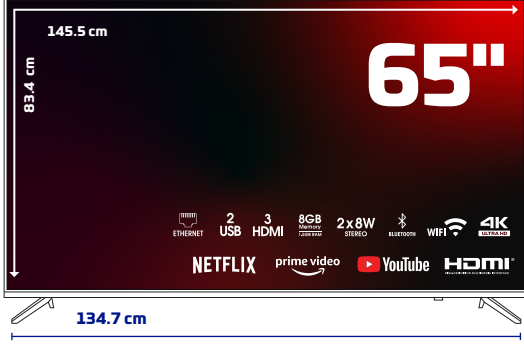 145.5 cm
65"
83.4 cm
ETHERNET
2
USB
3
HDMI
8GB
Memory
2x8W
STEREO
BLUETOOTH
WIFI
4K
ULTRA HD
NETFLIX
prime video
YouTube
HDMI
134.7 cm